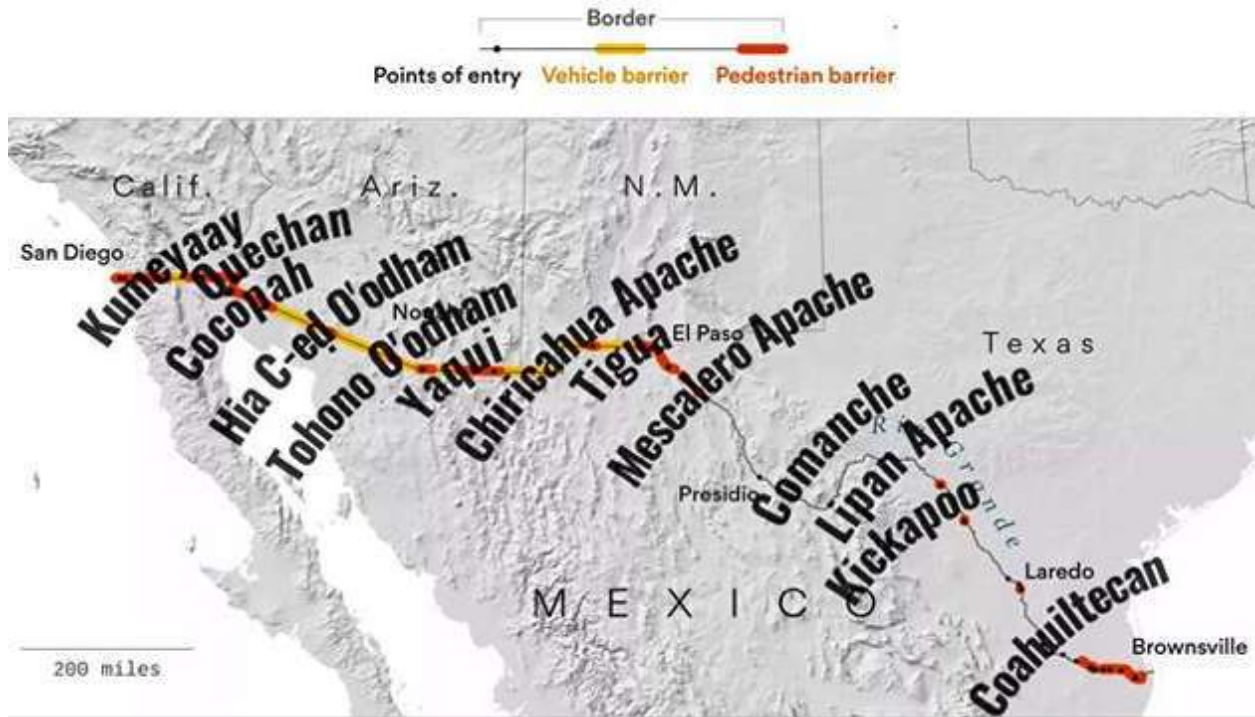 Border
Points of entry Vehicle barrier Pedestrian barrier
Calif. Ariz. N.M.
San Diego
Kumeyaay
Quechan
Cocopah
Hia C-ed O'odham
Tohono O'odham
Yaqui
Chiricahua Apache
Tigua
El Paso
Mescalero Apache
Texas
Comanche
Lipan Apache
Grande
Presidio
Kickapoo
MEXICO
Laredo
Coahuiltecan
Brownsville
200 miles